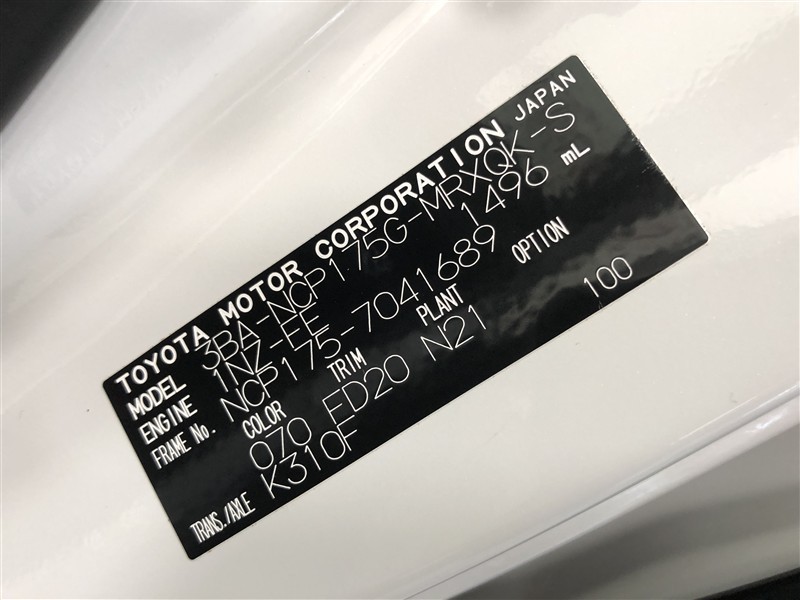 TOYOTA MOTOR CORPORATION JAPAN
MODEL 3BA-NCP175G-MRXQK-S
ENGINE 1NZ-FE 1496 mL
FRAME No. NCP175-7041689
COLOR TRIM PLANT OPTION
070 FD20 N21 100
TRANS./AXLE K310F